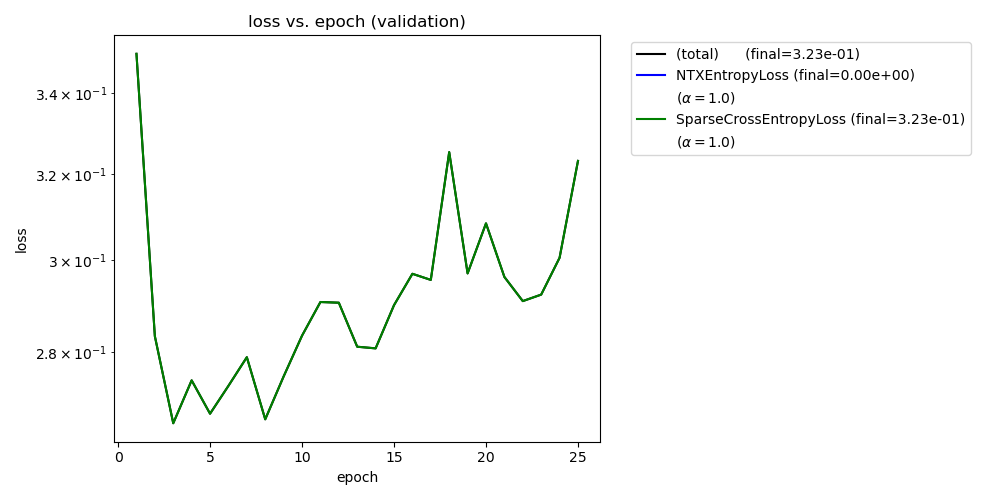 loss vs. epoch (validation)
(total) (final=3.23e-01)
NTXEntropyLoss (final=0.00e+00)
(α = 1.0)
SparseCrossEntropyLoss (final=3.23e-01)
(α = 1.0)
3.4 × 10⁻¹
3.2 × 10⁻¹
3 × 10⁻¹
2.8 × 10⁻¹
loss
0 5 10 15 20 25
epoch